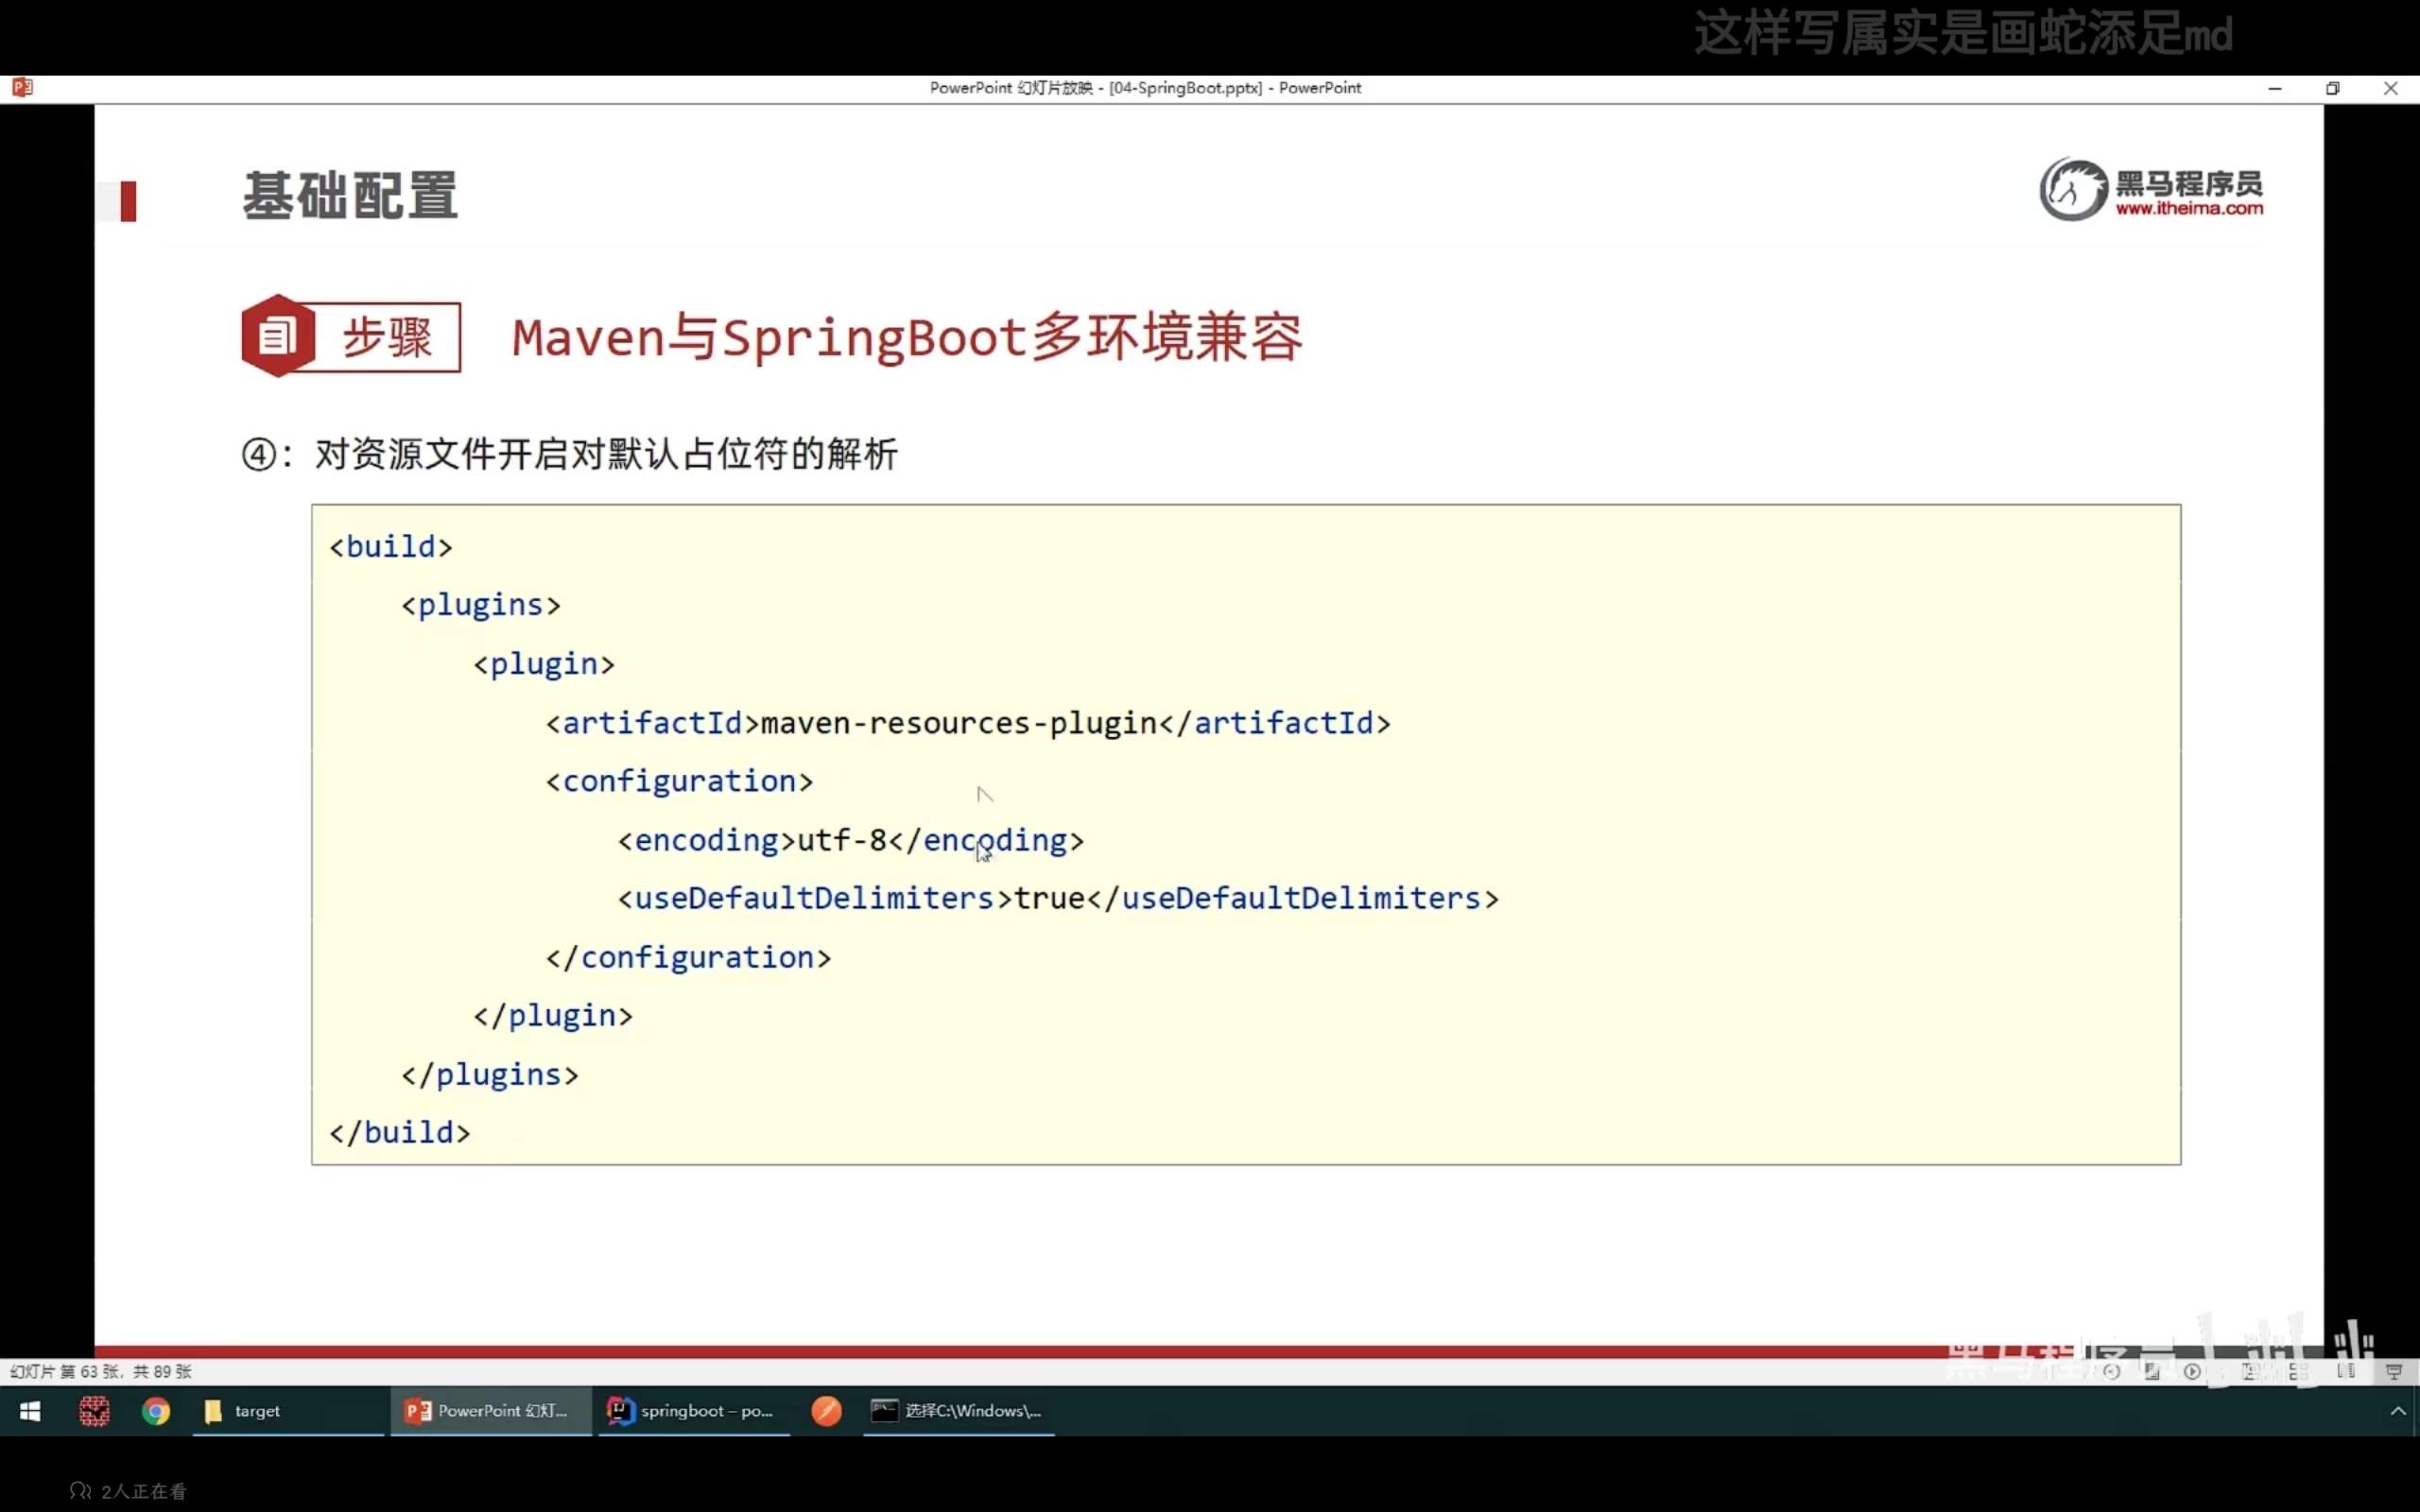 这样写属实是画蛇添足md
PowerPoint 幻灯片放映 - [04-SpringBoot.pptx] - PowerPoint
基础配置
黑马程序员
www.itheima.com
步骤
Maven与SpringBoot多环境兼容
④：对资源文件开启对默认占位符的解析
<build>
<plugins>
<plugin>
<artifactId>maven-resources-plugin</artifactId>
<configuration>
<encoding>utf-8</encoding>
<useDefaultDelimiters>true</useDefaultDelimiters>
</configuration>
</plugin>
</plugins>
</build>
黑马程序员
幻灯片 第 63 张，共 89 张
target
PowerPoint 幻灯...
springboot – po...
选择C:\Windows\...
2人正在看